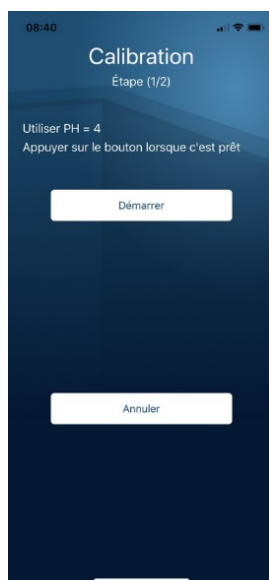 08:40
Calibration
Étape (1/2)
Utiliser PH = 4
Appuyer sur le bouton lorsque c'est prêt
Démarrer
Annuler